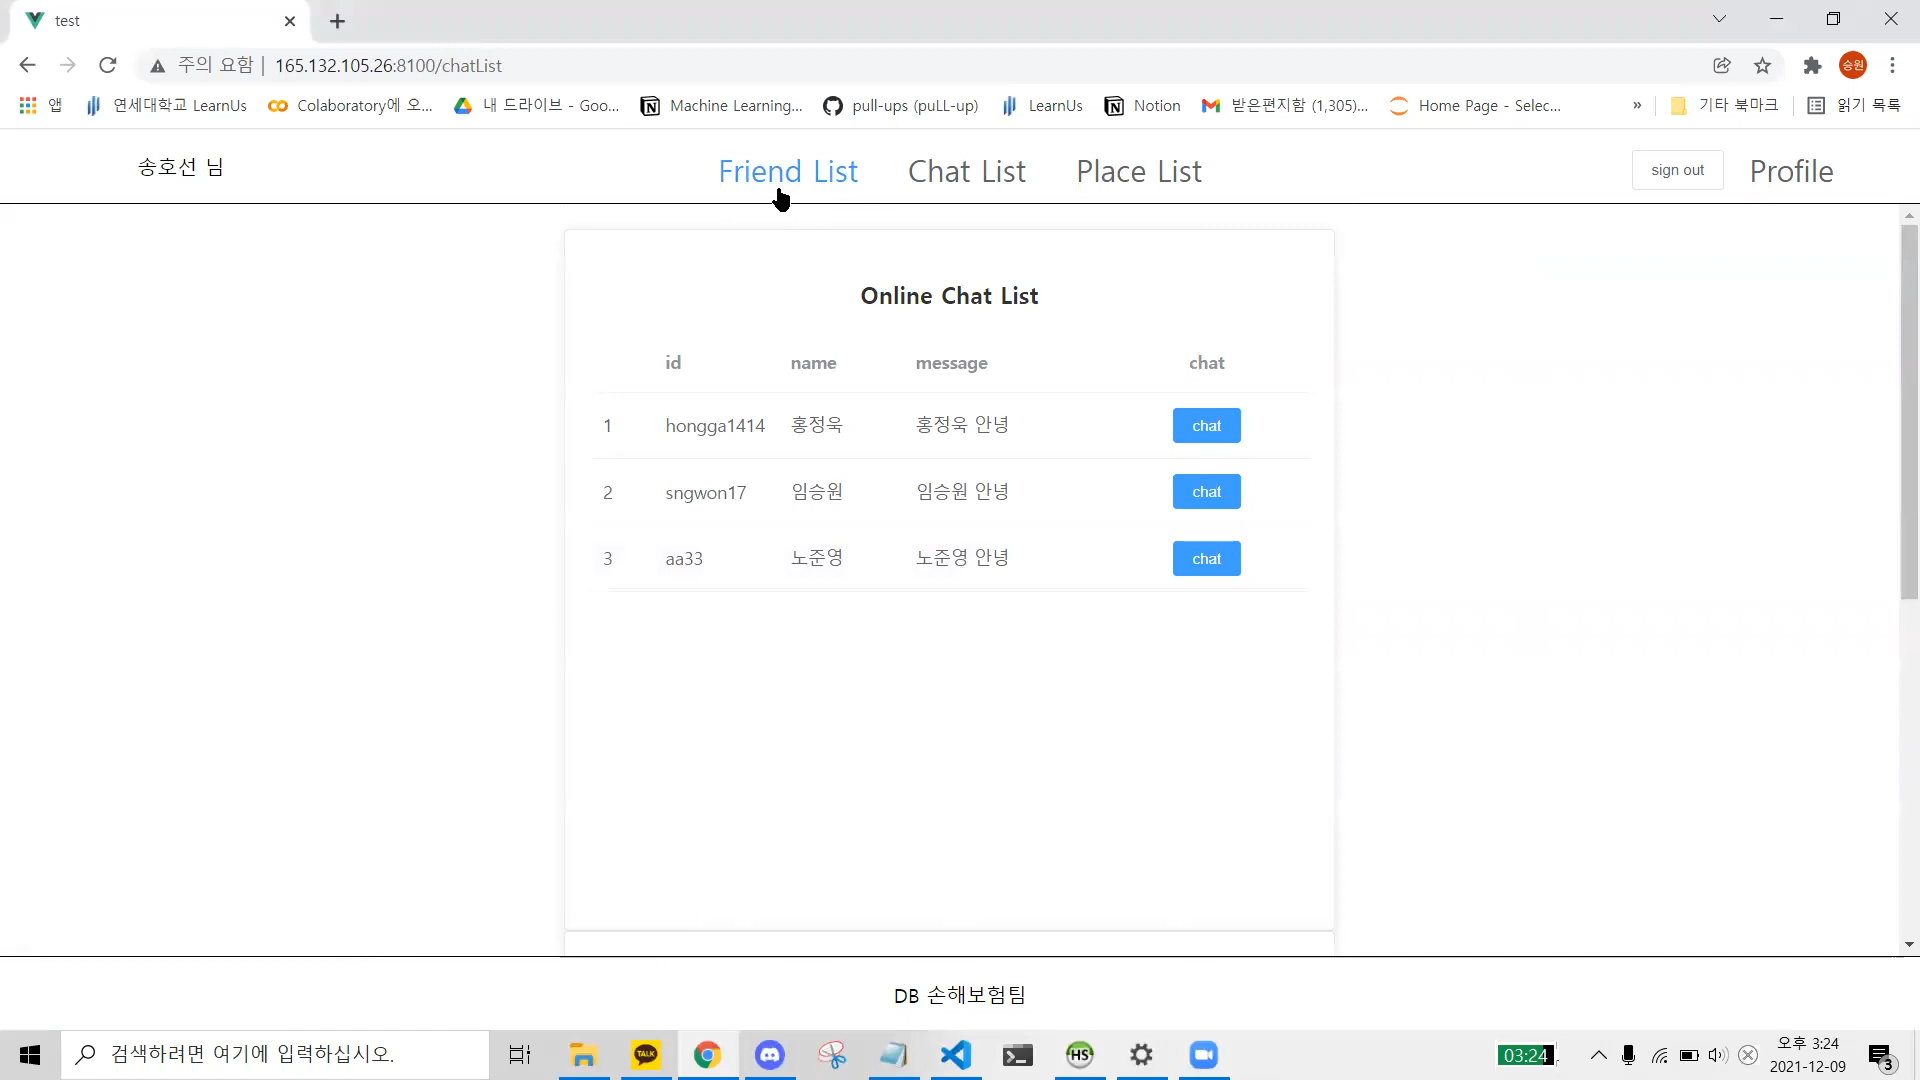 test
주의 요함 | 165.132.105.26:8100/chatList
승원
앱 연세대학교 LearnUs Colaboratory에 오... 내 드라이브 - Goo... Machine Learning... pull-ups (puLL-up) LearnUs Notion 받은편지함 (1,305)... Home Page - Selec... » 기타 북마크 읽기 목록
송호선 님 Friend List Chat List Place List sign out Profile
Online Chat List
id name message chat
1 hongga1414 홍정욱 홍정욱 안녕 chat
2 sngwon17 임승원 임승원 안녕 chat
3 aa33 노준영 노준영 안녕 chat
DB 손해보험팀
검색하려면 여기에 입력하십시오.
TALK
HS
03:24
오후 3:24
2021-12-09
3